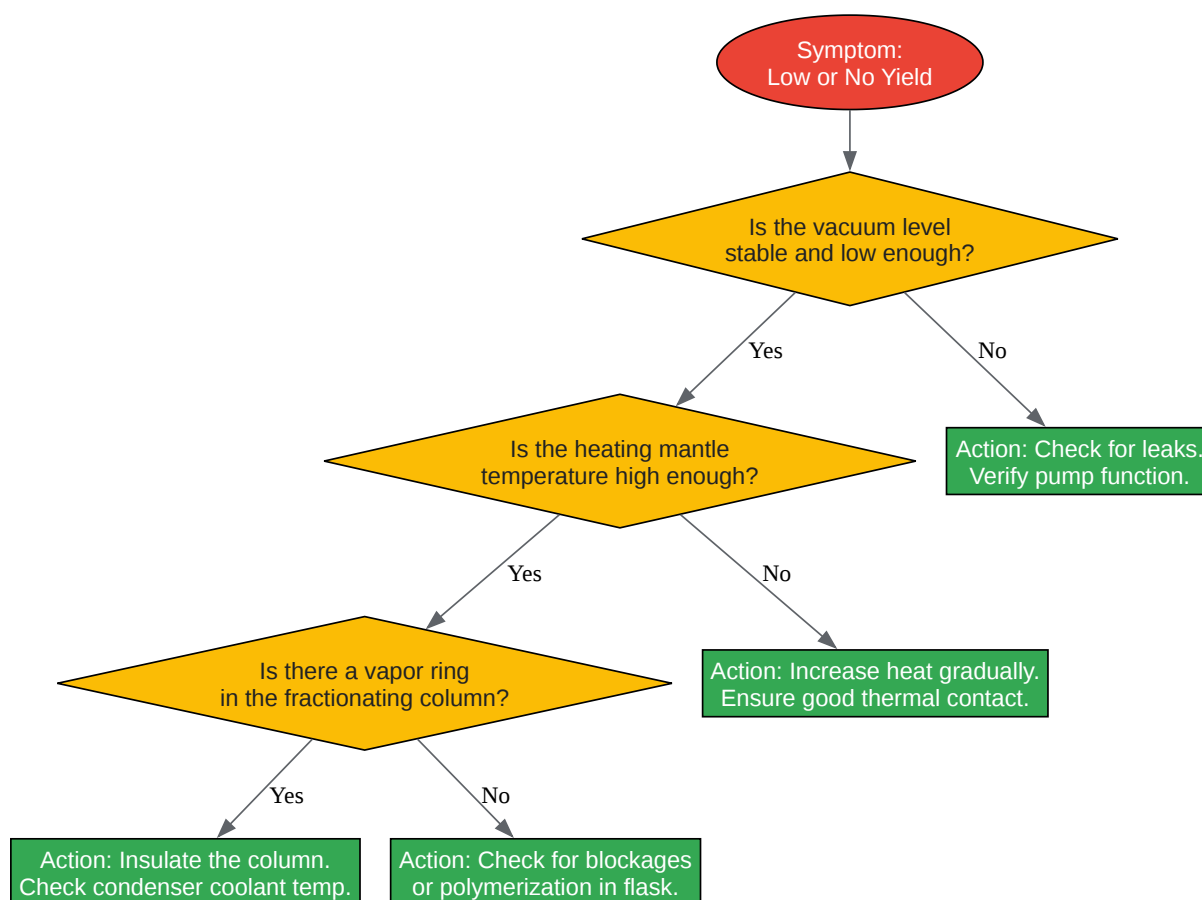 Symptom:
Low or No Yield
Is the vacuum level
stable and low enough?
Yes
No
Is the heating mantle
temperature high enough?
Action: Check for leaks.
Verify pump function.
Yes
No
Is there a vapor ring
in the fractionating column?
Action: Increase heat gradually.
Ensure good thermal contact.
Yes
No
Action: Insulate the column.
Check condenser coolant temp.
Action: Check for blockages
or polymerization in flask.